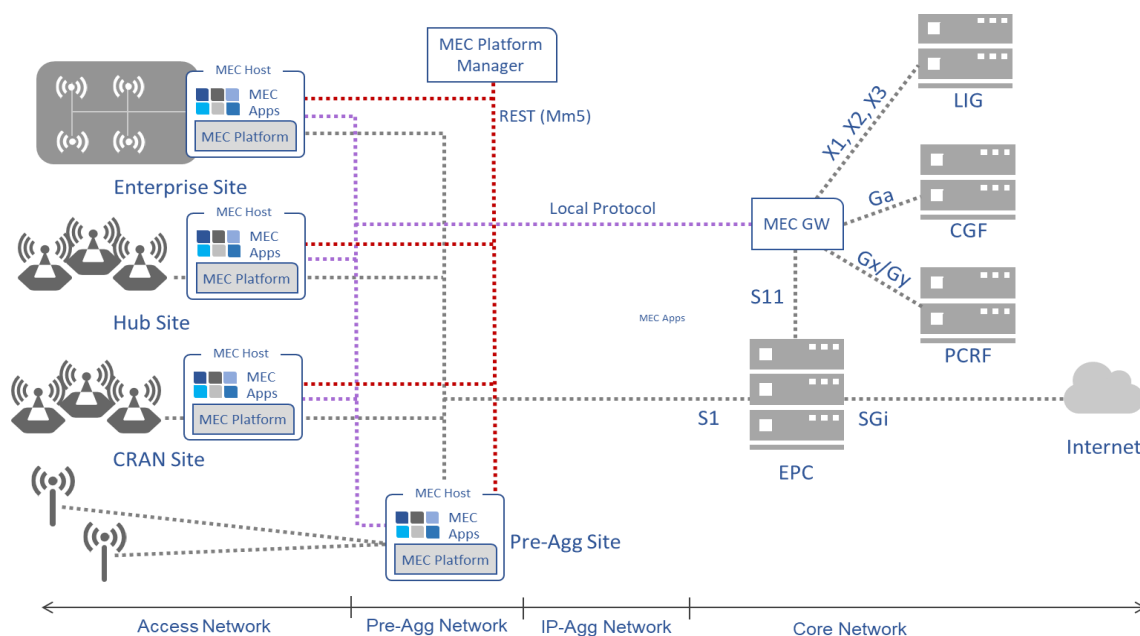 MEC Platform
Manager
LIG
MEC Host
MEC
Apps
MEC Platform
REST (Mm5)
X1, X2, X3
Enterprise Site
MEC Host
MEC
Apps
MEC Platform
Local Protocol
MEC GW
Ga
CGF
Gx/Gy
S11
Hub Site
MEC Apps
PCRF
MEC Host
MEC
Apps
MEC Platform
S1
SGi
EPC
Internet
CRAN Site
MEC Host
MEC
Apps
MEC Platform
Pre-Agg Site
Access Network
Pre-Agg Network
IP-Agg Network
Core Network